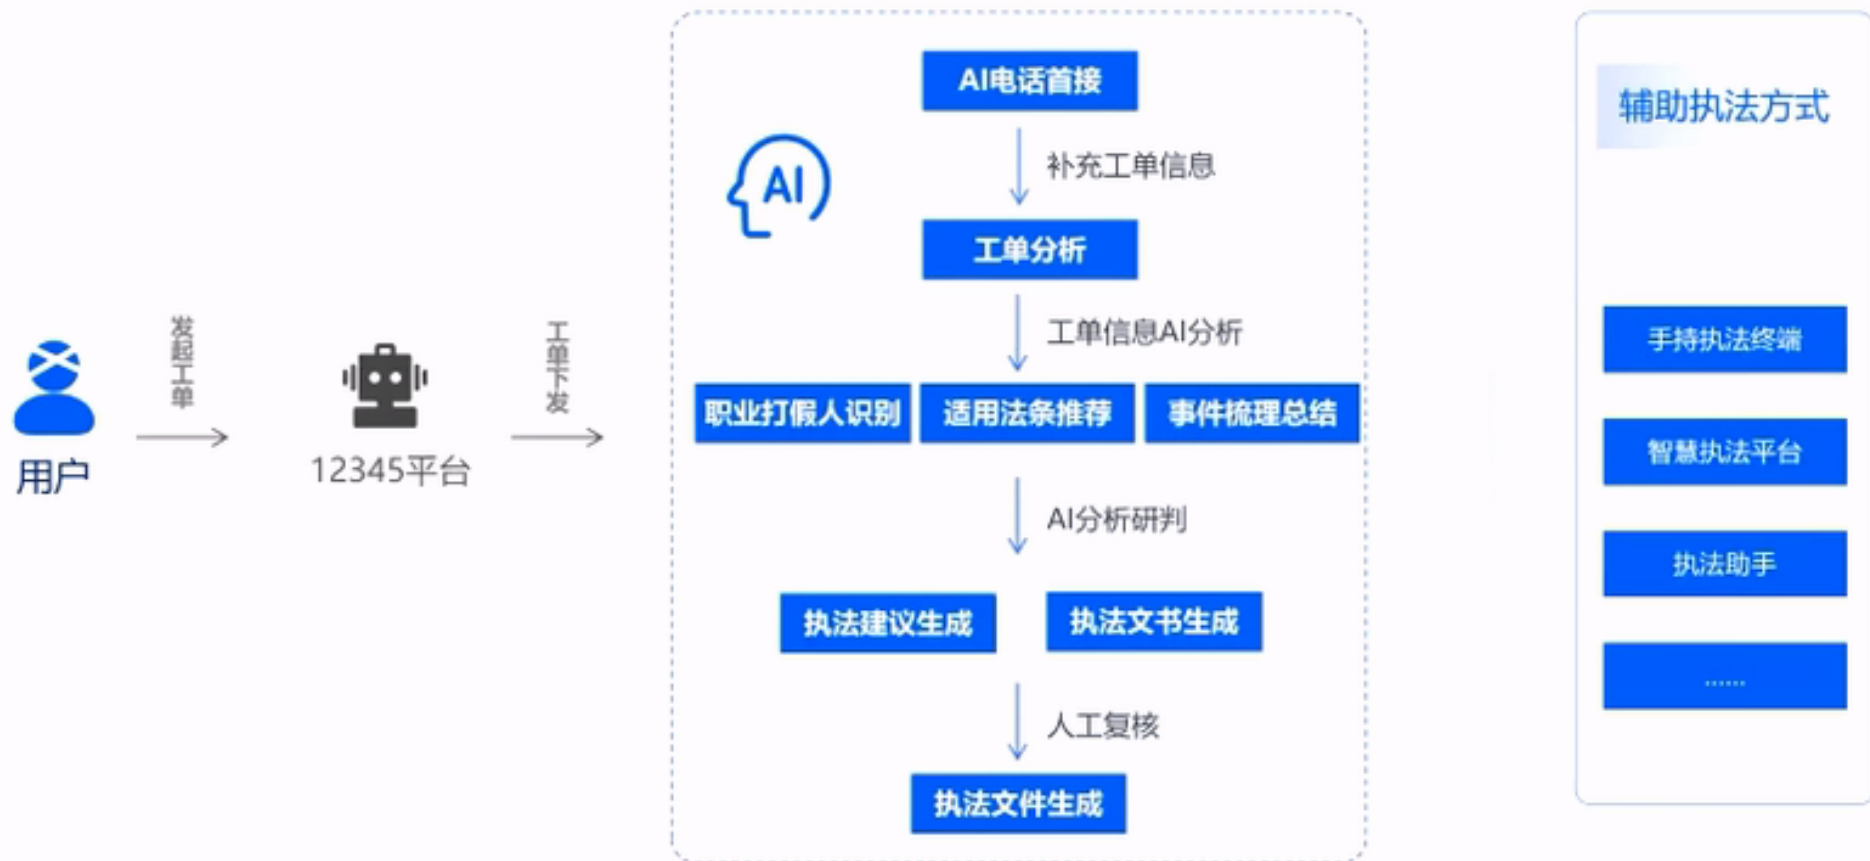 用户
发起工单
12345平台
工单下发
AI
AI电话首接
补充工单信息
工单分析
工单信息AI分析
职业打假人识别
适用法条推荐
事件梳理总结
AI分析研判
执法建议生成
执法文书生成
人工复核
执法文件生成
辅助执法方式
手持执法终端
智慧执法平台
执法助手
......